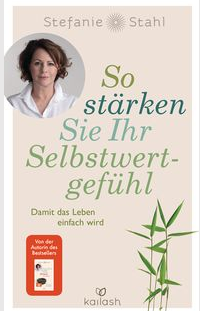 Stefanie Stahl
So
stärken
Sie Ihr
Selbstwert-
gefühl
Damit das Leben
einfach wird
Von der
Autorin des
Bestsellers
kailash